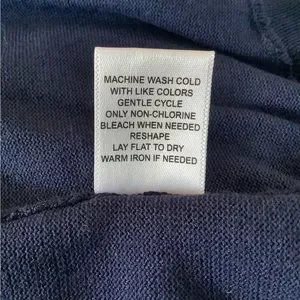 MACHINE WASH COLD
WITH LIKE COLORS
GENTLE CYCLE
ONLY NON-CHLORINE
BLEACH WHEN NEEDED
RESHAPE
LAY FLAT TO DRY
WARM IRON IF NEEDED